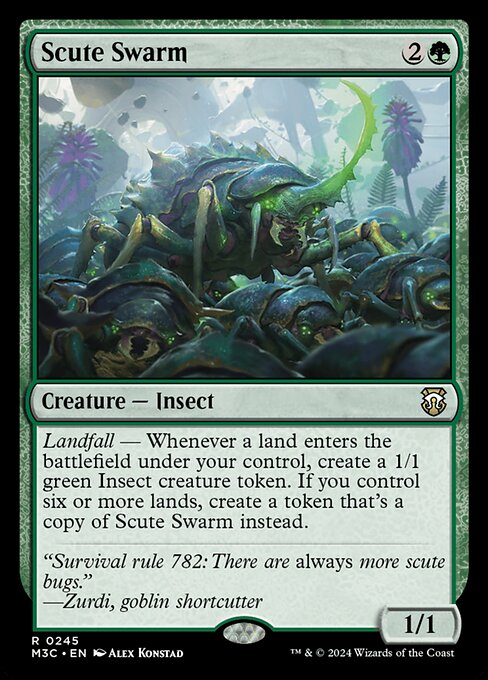 Scute Swarm 2
Creature — Insect
Landfall — Whenever a land enters the
battlefield under your control, create a 1/1
green Insect creature token. If you control
six or more lands, create a token that's a
copy of Scute Swarm instead.
“Survival rule 782: There are always more scute
bugs.”
—Zurdi, goblin shortcutter
1/1
R 0245
M3C • EN Alex Konstad
™ & © 2024 Wizards of the Coast